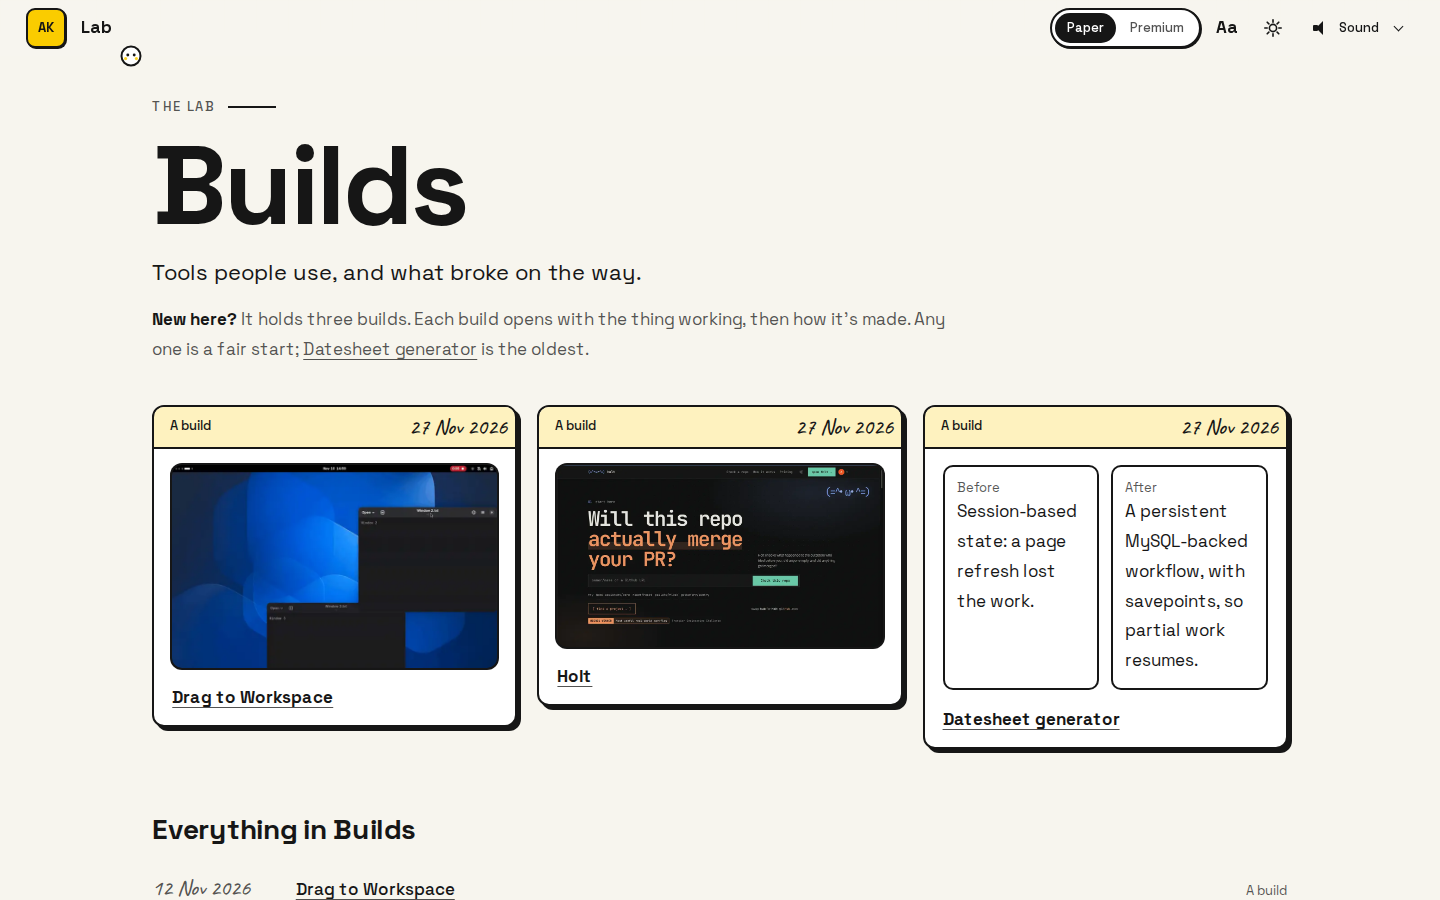 AK
Lab
Paper
Premium
Aa
Sound
THE LAB
Builds
Tools people use, and what broke on the way.
New here? It holds three builds. Each build opens with the thing working, then how it's made. Any
one is a fair start; Datesheet generator is the oldest.
A build
27 Nov 2026
Drag to Workspace
A build
27 Nov 2026
Will this repo
actually merge
your PR?
Holt
A build
27 Nov 2026
Before
Session-based
state: a page
refresh lost
the work.
After
A persistent
MySQL-backed
workflow, with
savepoints, so
partial work
resumes.
Datesheet generator
Everything in Builds
12 Nov 2026
Drag to Workspace
A build